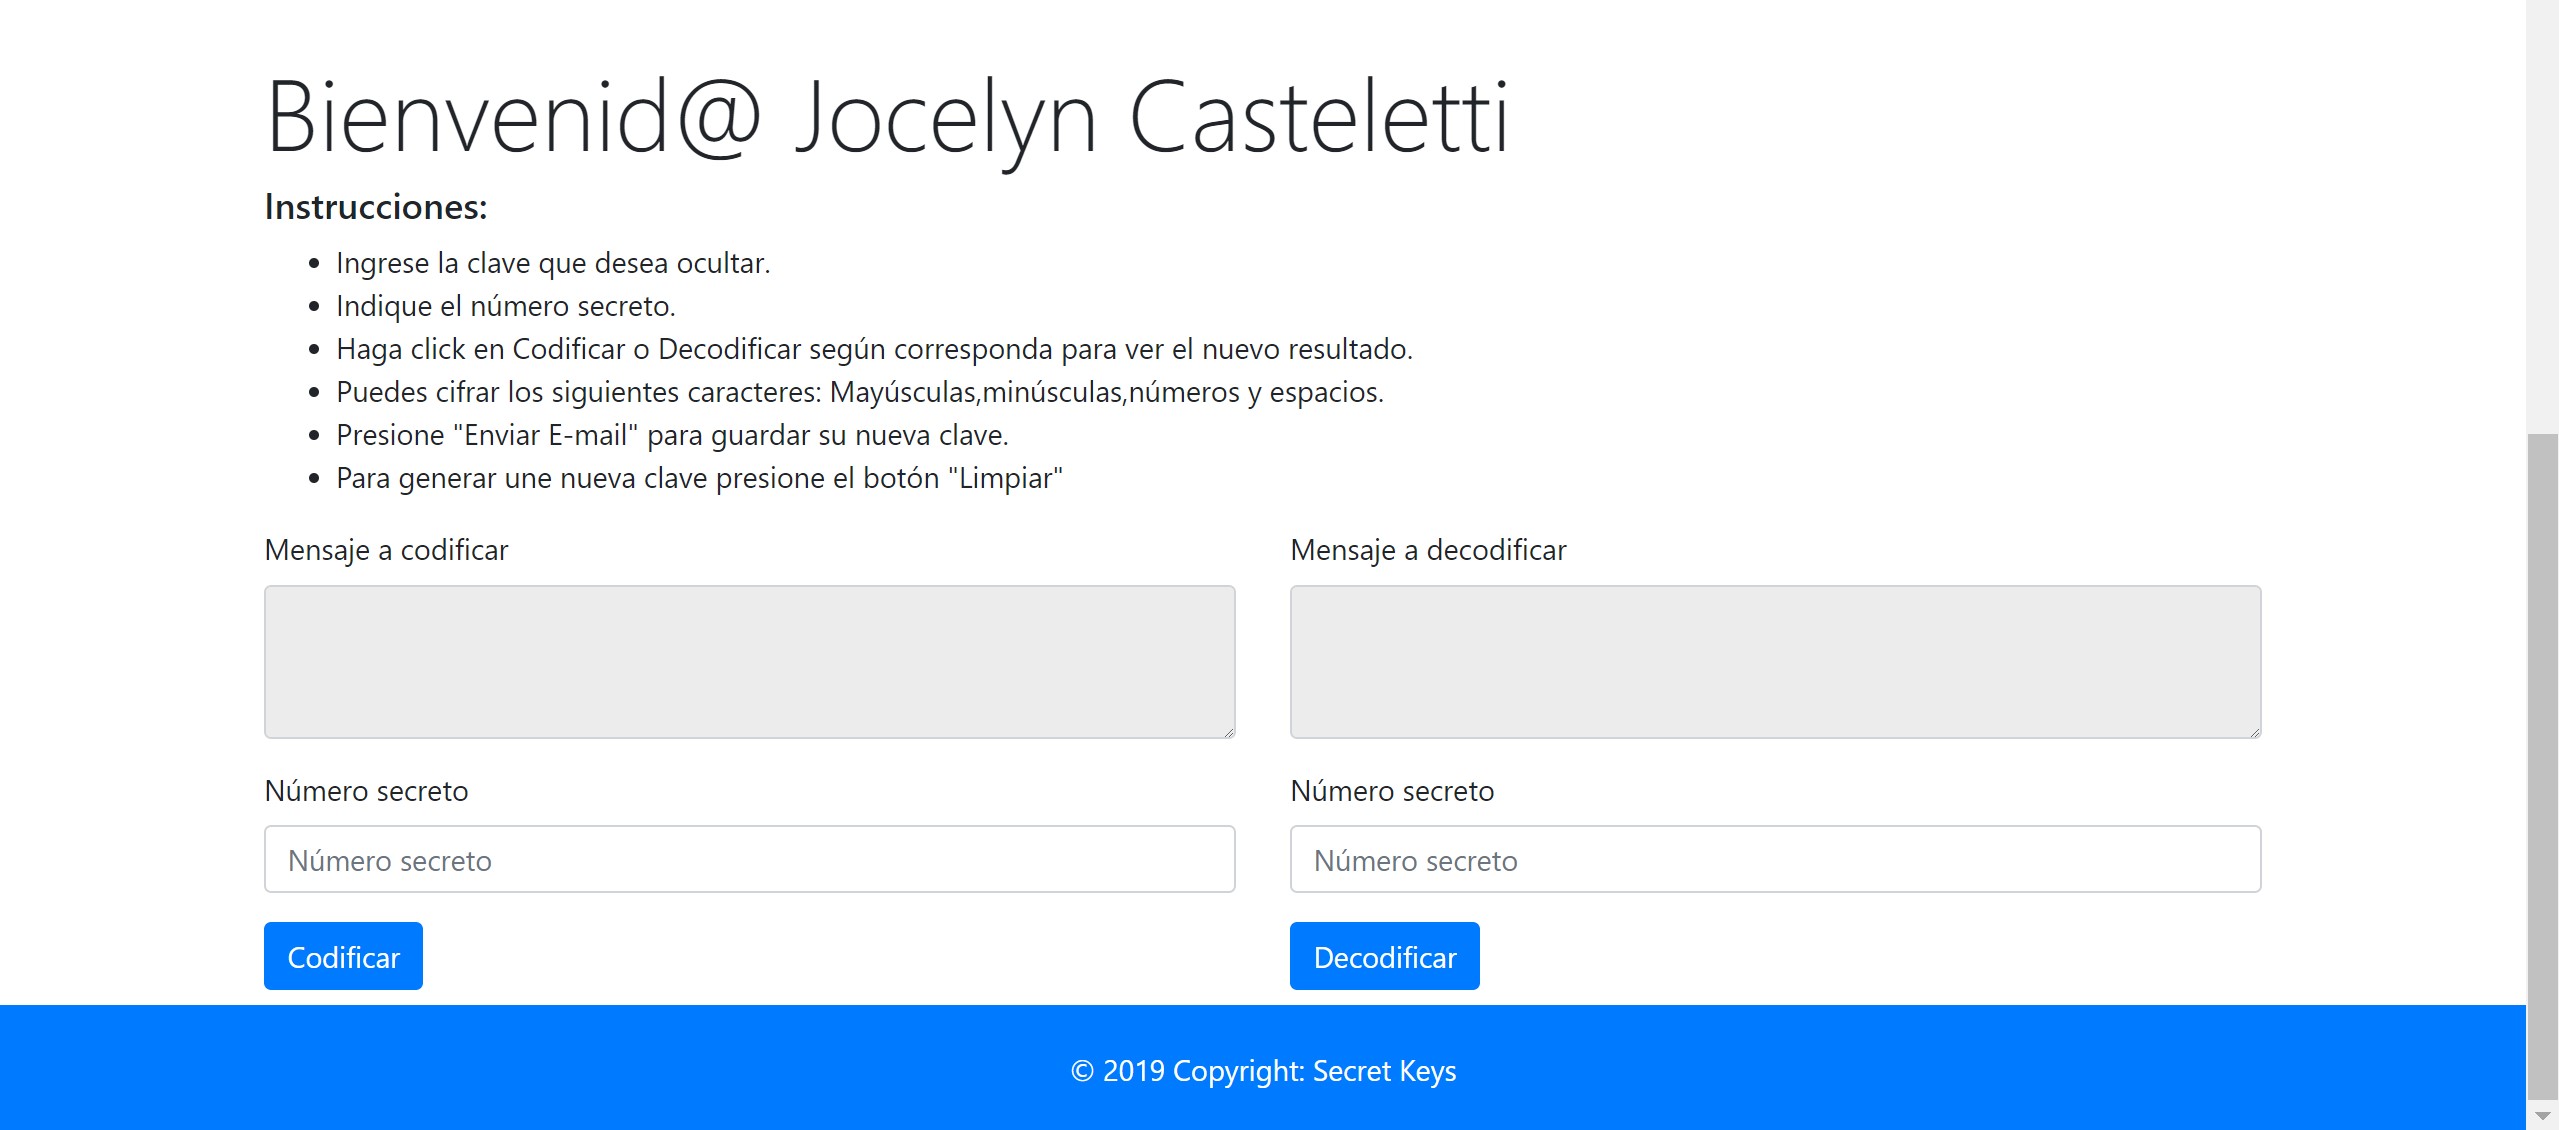 Bienvenid@ Jocelyn Casteletti
Instrucciones:
Ingrese la clave que desea ocultar.
Indique el número secreto.
Haga click en Codificar o Decodificar según corresponda para ver el nuevo resultado.
Puedes cifrar los siguientes caracteres: Mayúsculas,minúsculas,números y espacios.
Presione "Enviar E-mail" para guardar su nueva clave.
Para generar une nueva clave presione el botón "Limpiar"
Mensaje a codificar
Mensaje a decodificar
Número secreto
Número secreto
Número secreto
Número secreto
Codificar
Decodificar
© 2019 Copyright: Secret Keys